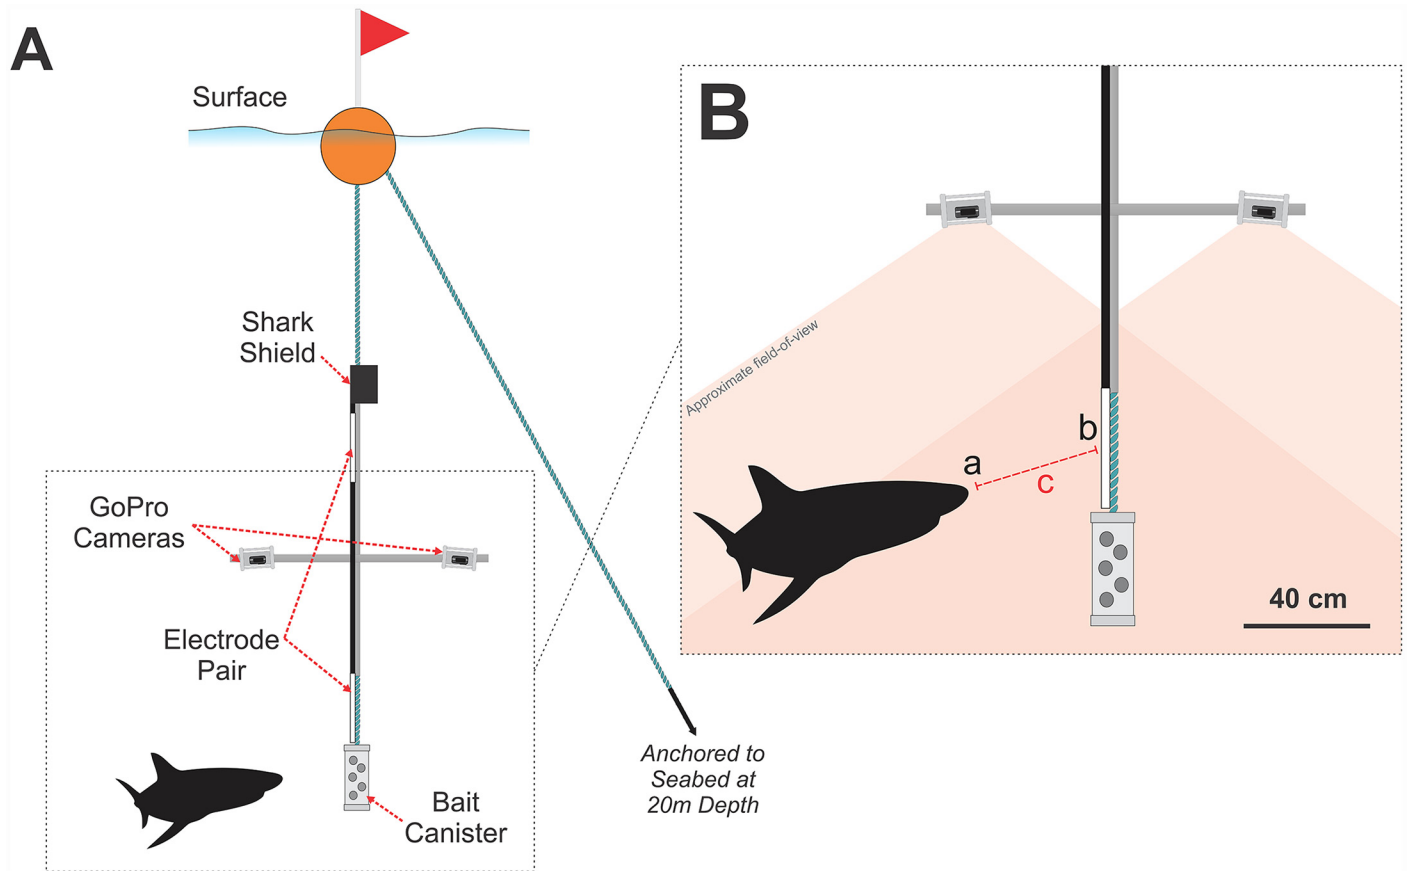 A
Surface
Shark
Shield
GoPro
Cameras
Electrode
Pair
Bait
Canister
Anchored to
Seabed at
20m Depth
B
Approximate field-of-view
a
b
c
40 cm